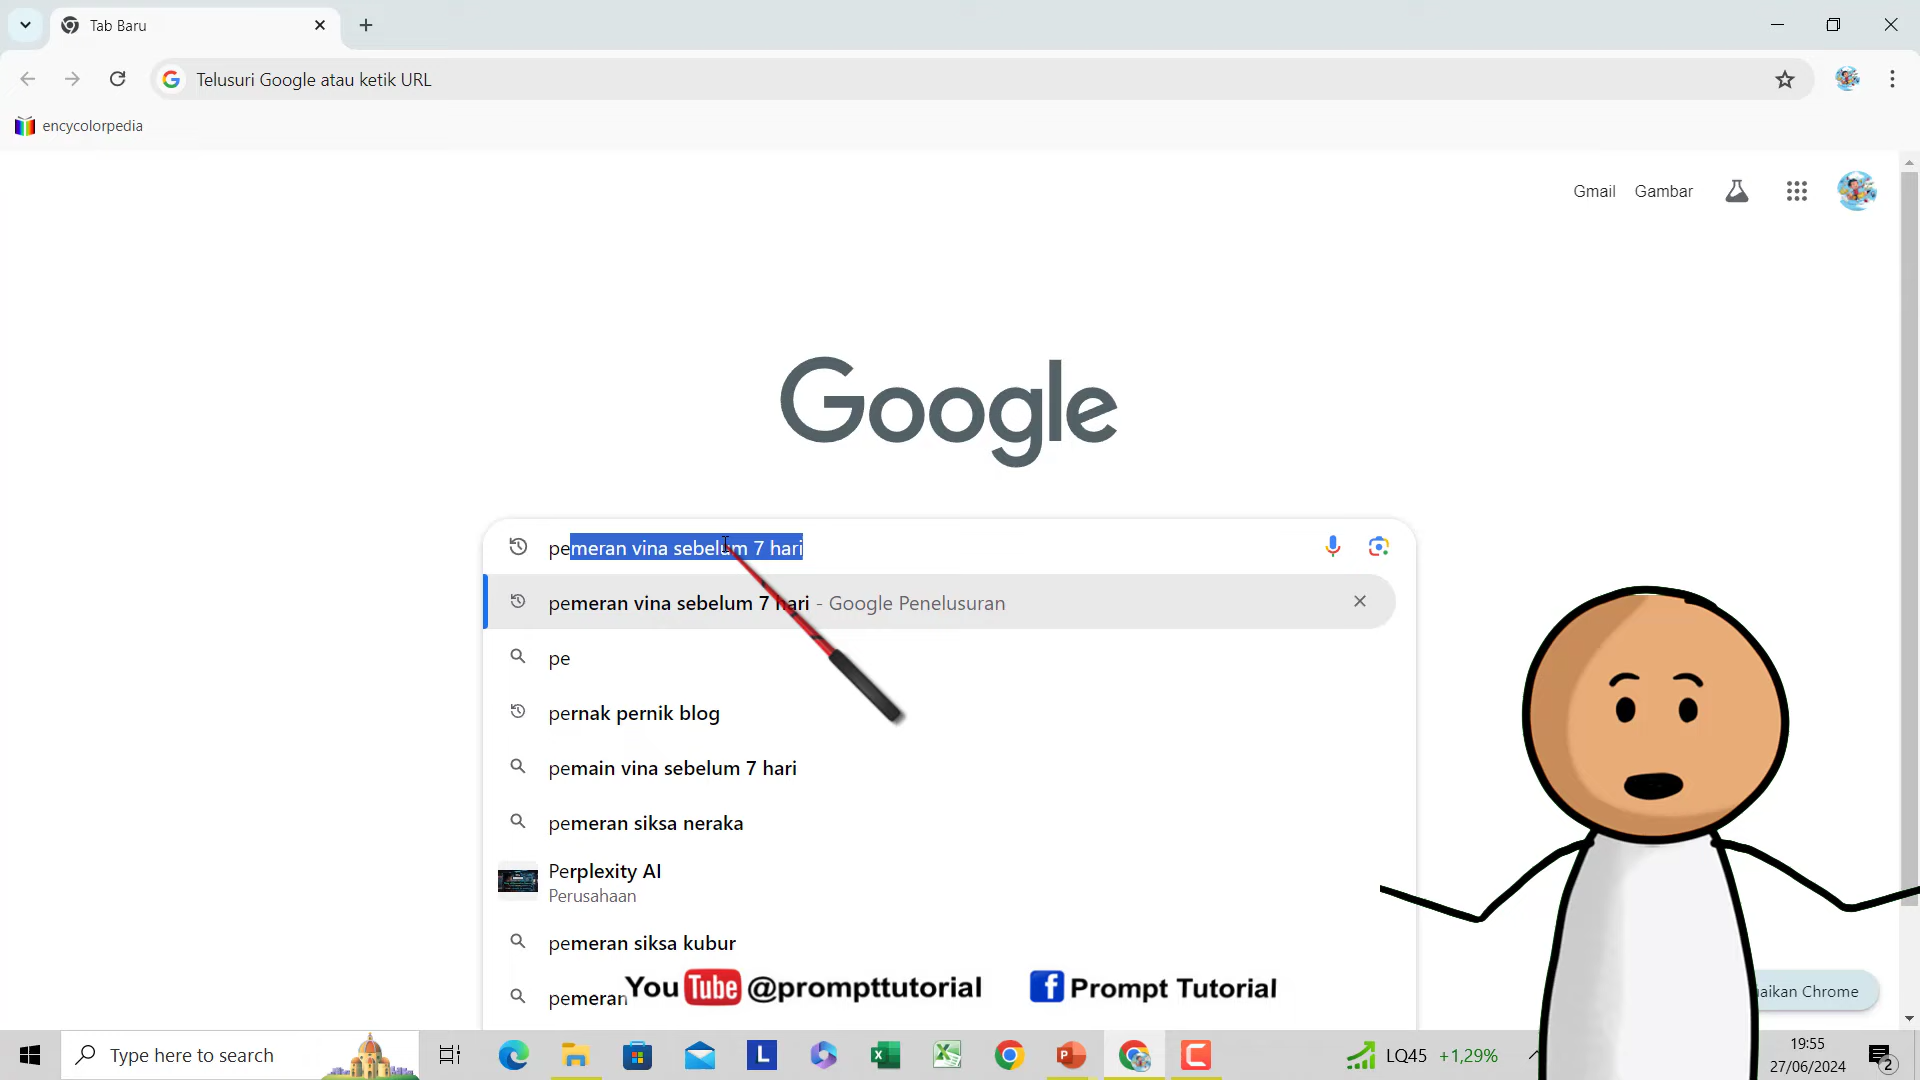 Tab Baru
Telusuri Google atau ketik URL
encycolorpedia
Gmail Gambar
Google
pemeran vina sebelum 7 hari
pemeran vina sebelum 7 hari - Google Penelusuran
pe
pernak pernik blog
pemain vina sebelum 7 hari
pemeran siksa neraka
Perplexity AI
Perusahaan
pemeran siksa kubur
pemeran
YouTube @prompttutorial f Prompt Tutorial
aikan Chrome
Type here to search
L
LQ45 +1,29%
19:55
27/06/2024
2